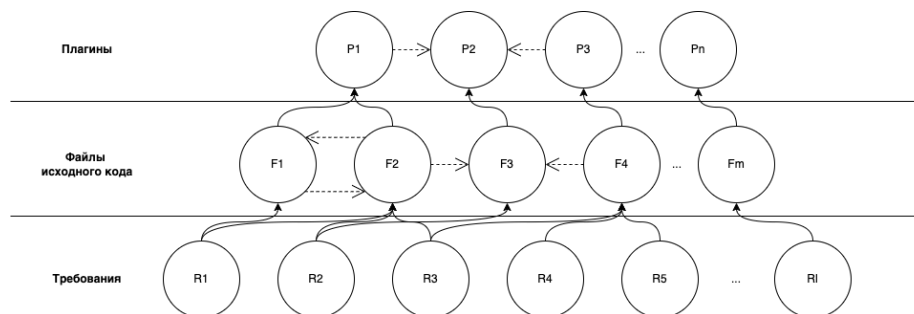 Плагины
P1
P2
P3
...
Pn
Файлы
исходного кода
F1
F2
F3
F4
...
Fm
Требования
R1
R2
R3
R4
R5
...
Rl